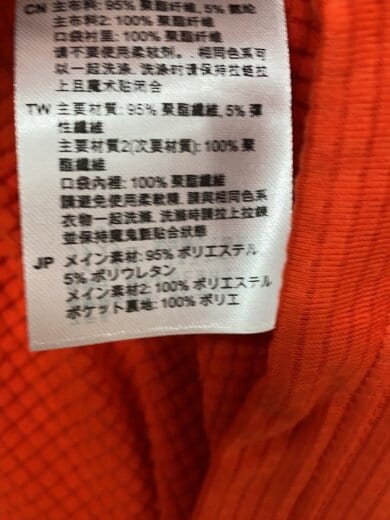 CN 主布料: 95% 聚酯纤维, 5% 氨纶
主布料2: 100% 聚酯纤维
口袋衬里: 100% 聚酯纤维
请不要使用柔软剂.. 相同色系可
以一起洗涤, 洗涤时请保持拉链拉
上且魔术贴闭合
TW 主要材質: 95% 聚酯纖維, 5% 彈
性纖維
主要材質2(次要材質): 100% 聚
酯纖維
口袋內裡: 100% 聚酯纖維
請避免使用柔軟精, 請與相同色系
衣物一起洗滌, 洗滌時請拉上拉鍊
並保持魔鬼氈貼合狀態
JP メイン素材: 95% ポリエステル
5% ポリウレタン
メイン素材2: 100% ポリエステル
ポケット裏地: 100% ポリエ